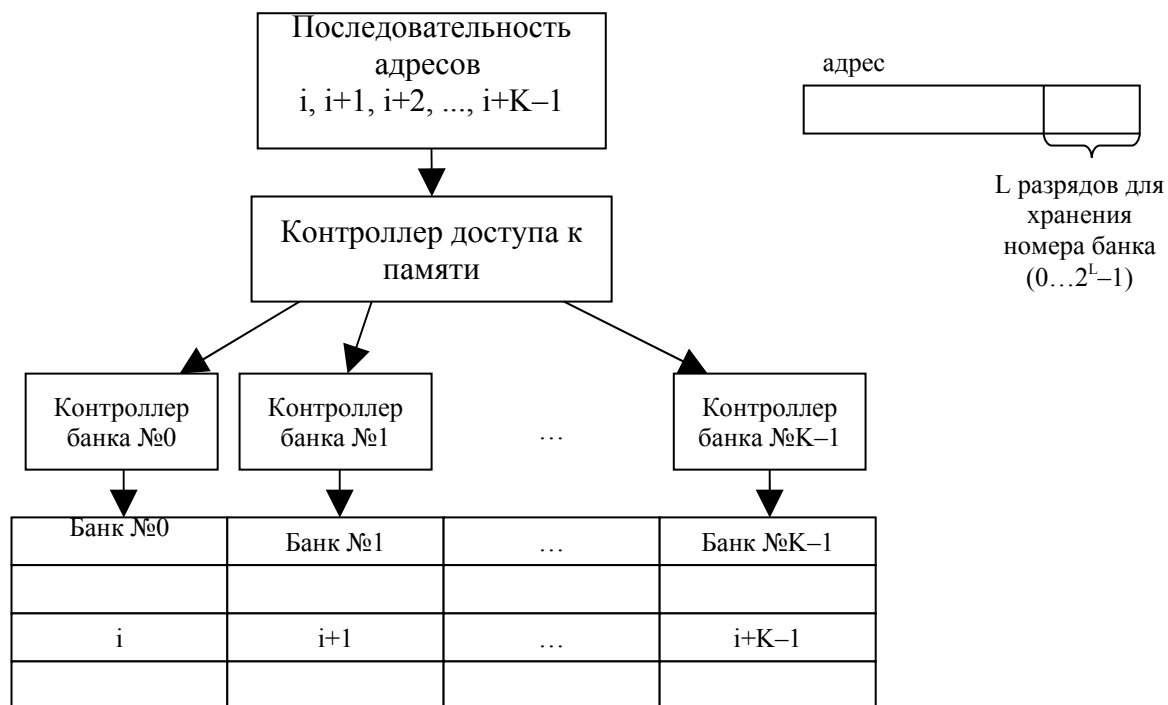 Последовательность
адресов
i, i+1, i+2, ..., i+K–1
адрес
L разрядов для
хранения
номера банка
(0…2^L–1)
Контроллер доступа к
памяти
Контроллер
банка №0
Контроллер
банка №1
…
Контроллер
банка №K–1
Банк №0
Банк №1
…
Банк №K–1
i
i+1
…
i+K–1